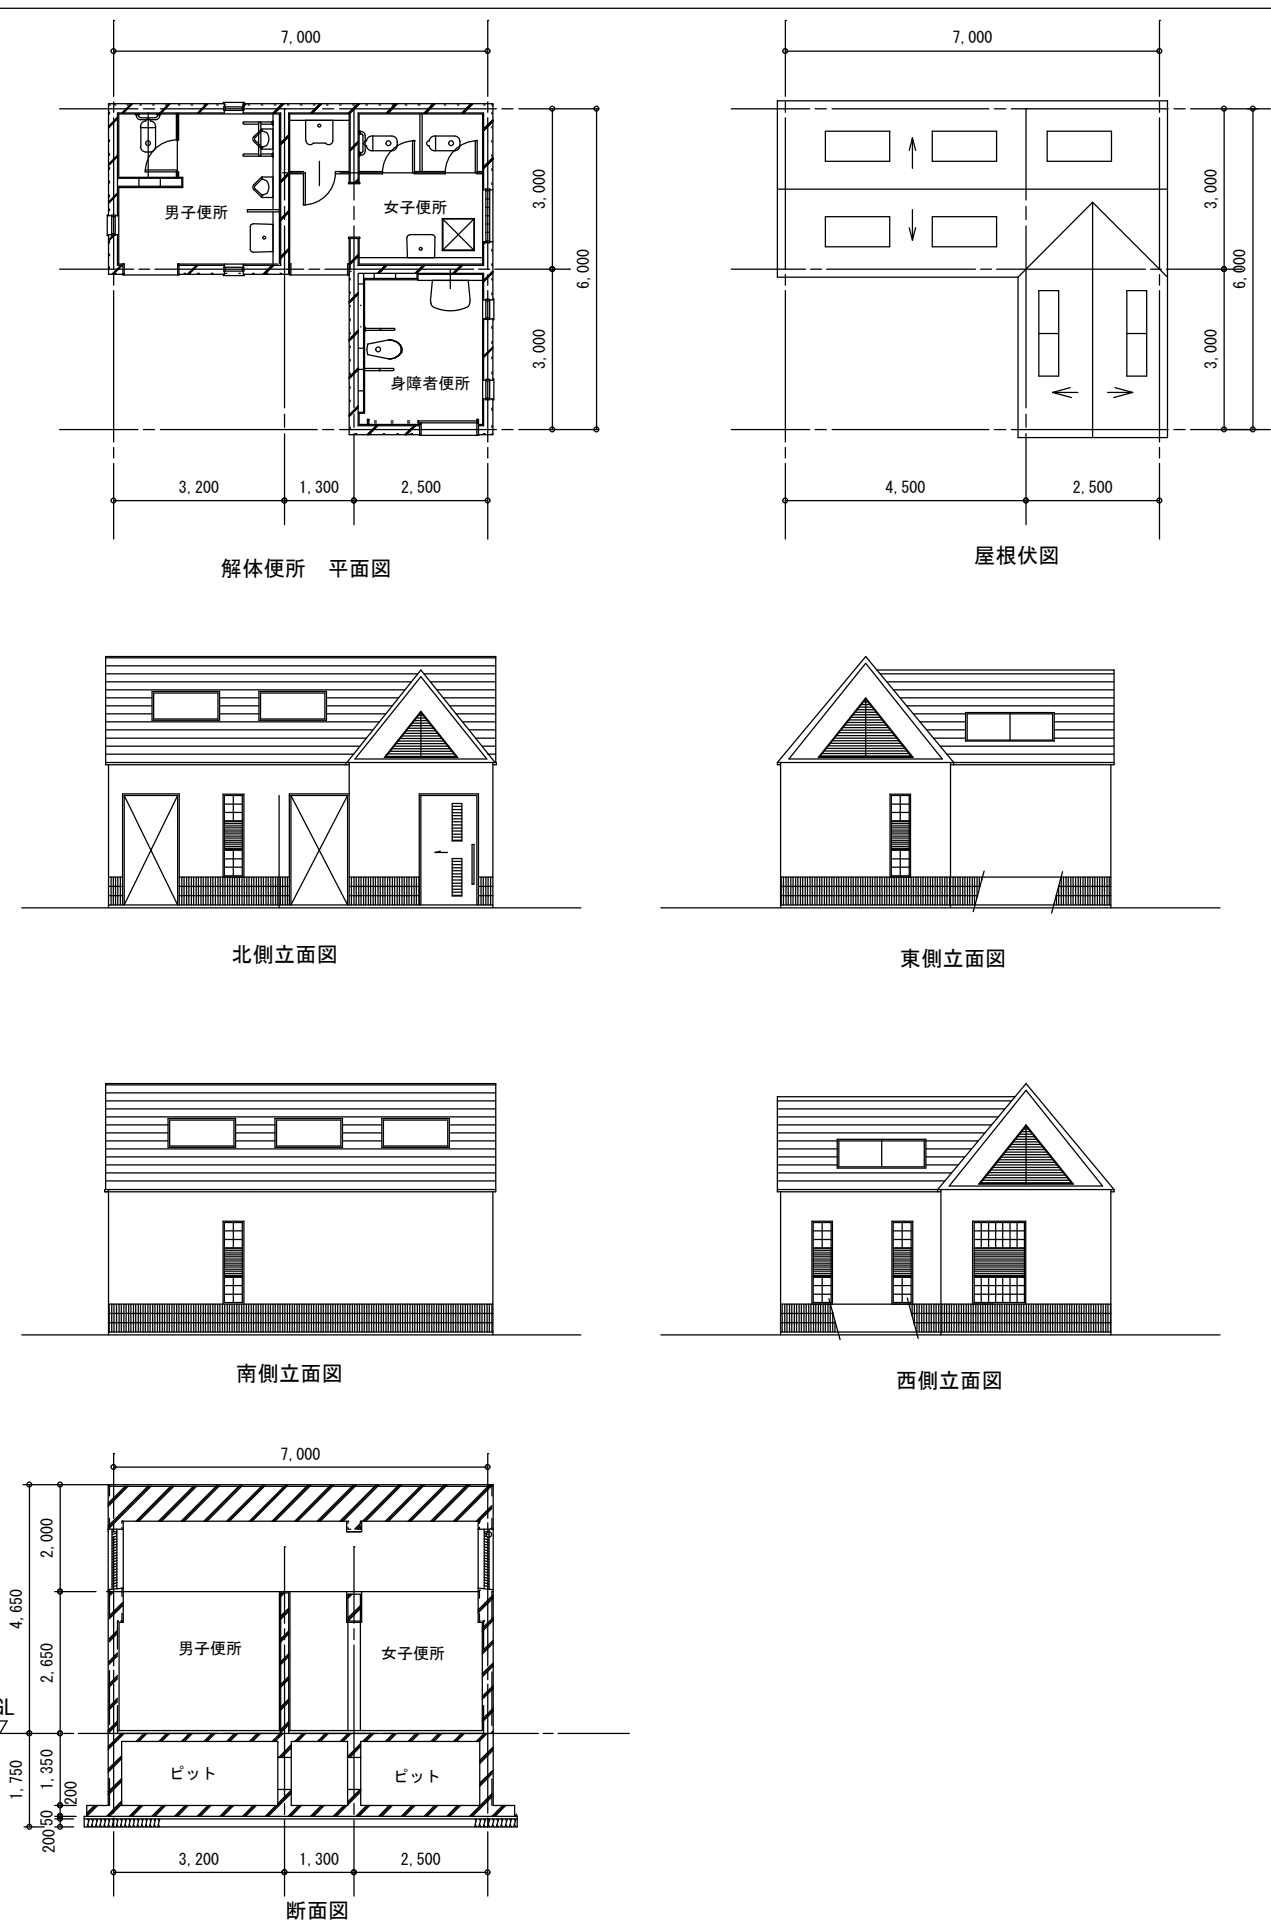 7,000
男子便所
女子便所
身障者便所
3,000
3,000
6,000
3,200
1,300
2,500
解体便所　平面図
7,000
3,000
3,000
6,000
4,500
2,500
屋根伏図
北側立面図
東側立面図
南側立面図
西側立面図
7,000
2,000
2,650
4,650
男子便所
女子便所
GL
1,350
1,750
200
50
200
ピット
ピット
3,200
1,300
2,500
断面図